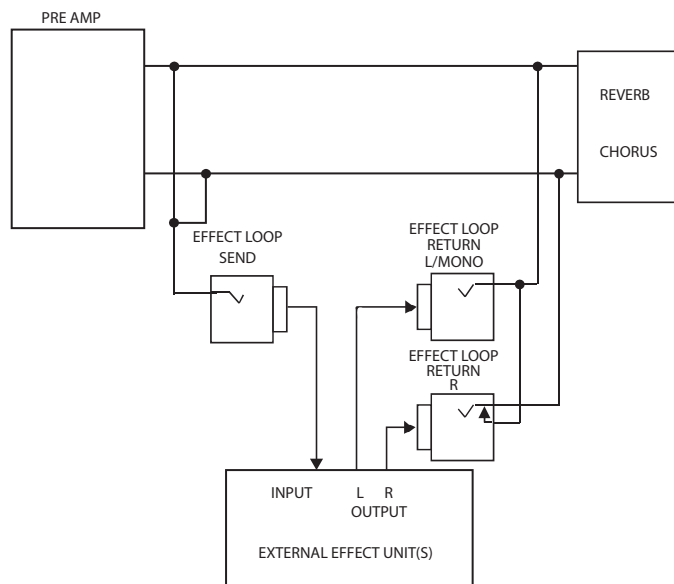 PRE AMP
REVERB
CHORUS
EFFECT LOOP
SEND
EFFECT LOOP
RETURN
L/MONO
EFFECT LOOP
RETURN
R
INPUT L R
OUTPUT
EXTERNAL EFFECT UNIT(S)